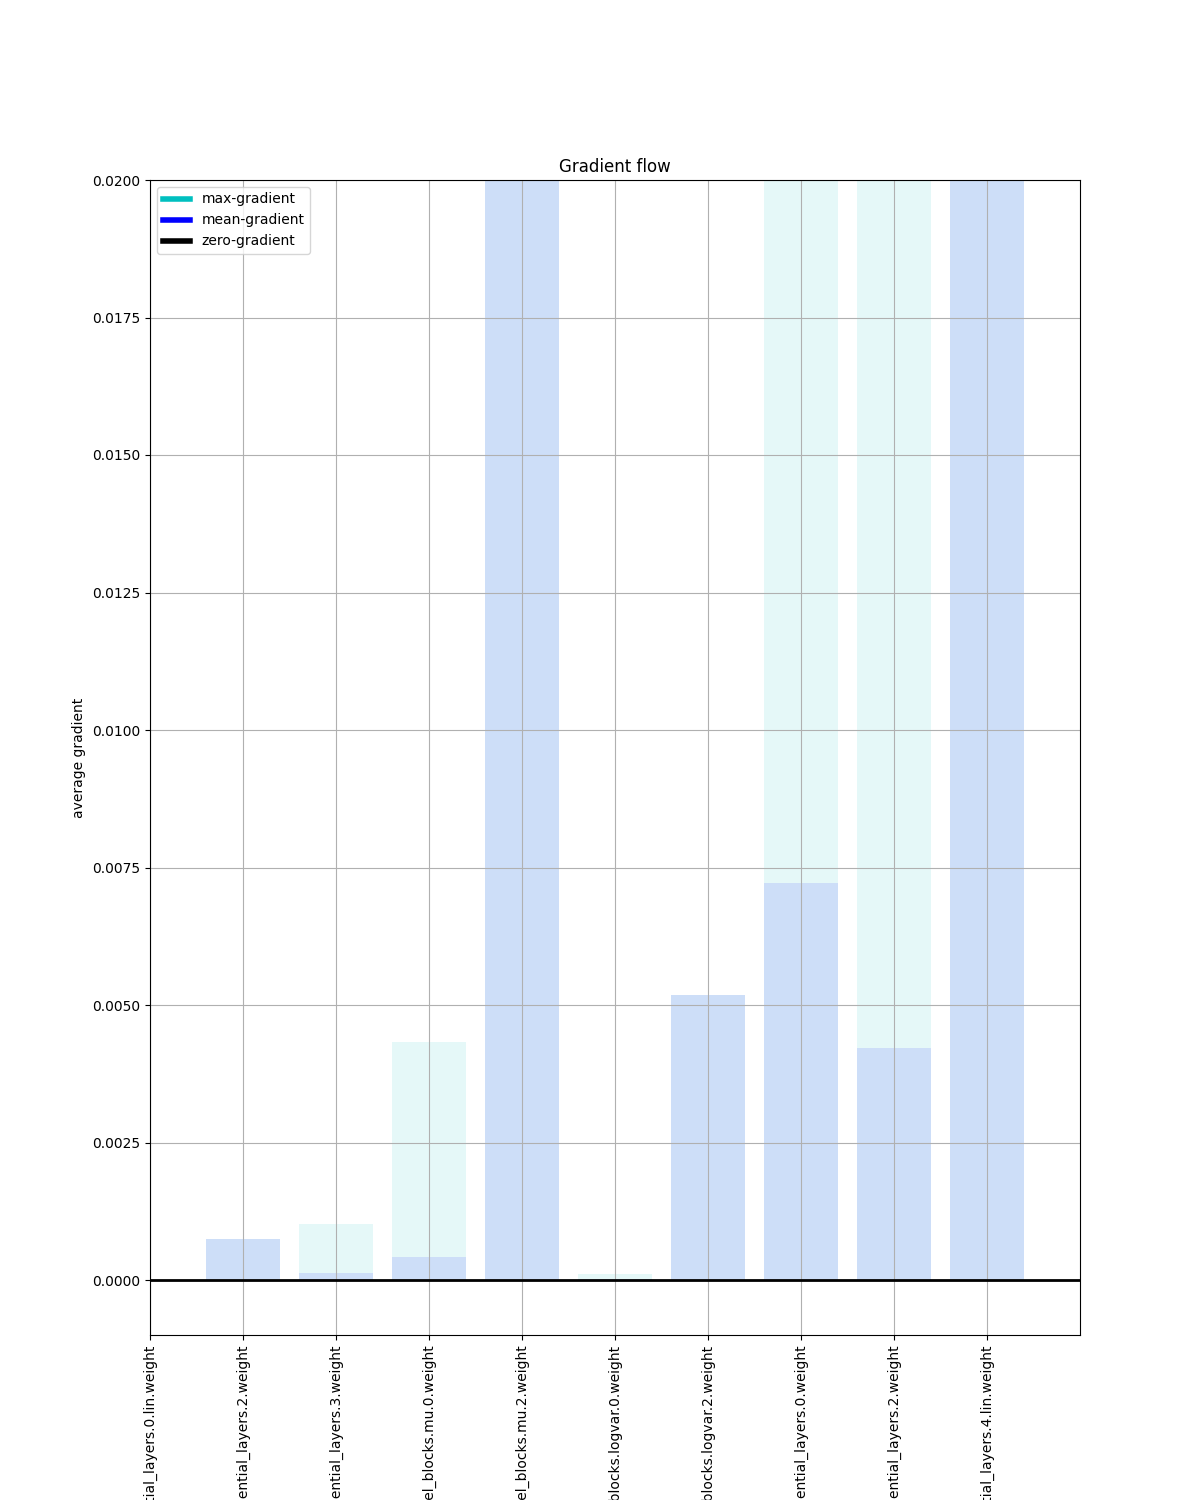 Gradient flow
max-gradient
mean-gradient
zero-gradient
0.0200
0.0175
0.0150
0.0125
0.0100
0.0075
0.0050
0.0025
0.0000
average gradient
tial_layers.0.lin.weight
ential_layers.2.weight
ential_layers.3.weight
el_blocks.mu.0.weight
el_blocks.mu.2.weight
blocks.logvar.0.weight
blocks.logvar.2.weight
ential_layers.0.weight
ential_layers.2.weight
tial_layers.4.lin.weight